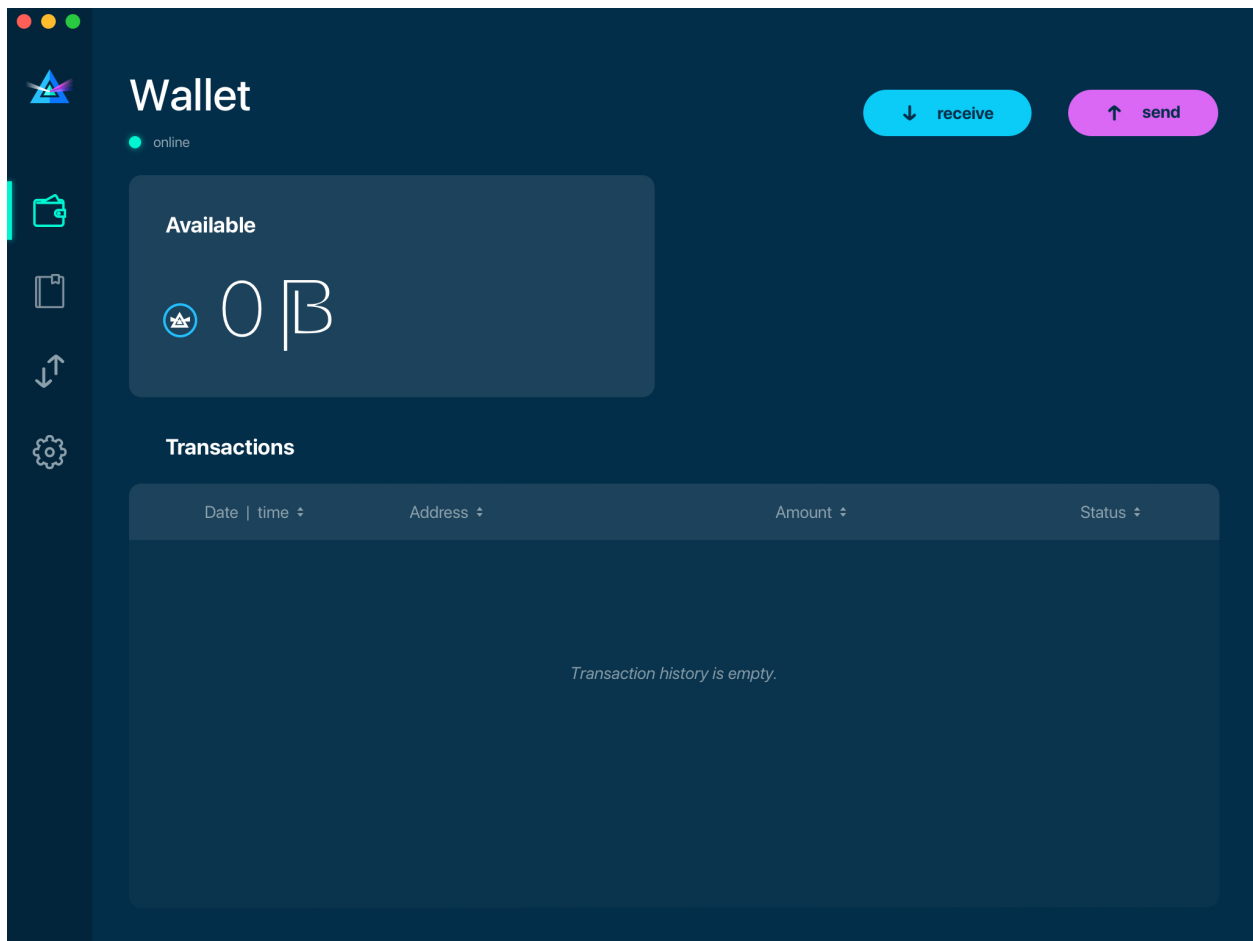 Wallet
receive
send
online
Available
0 β
Transactions
Date | time
Address
Amount
Status
Transaction history is empty.